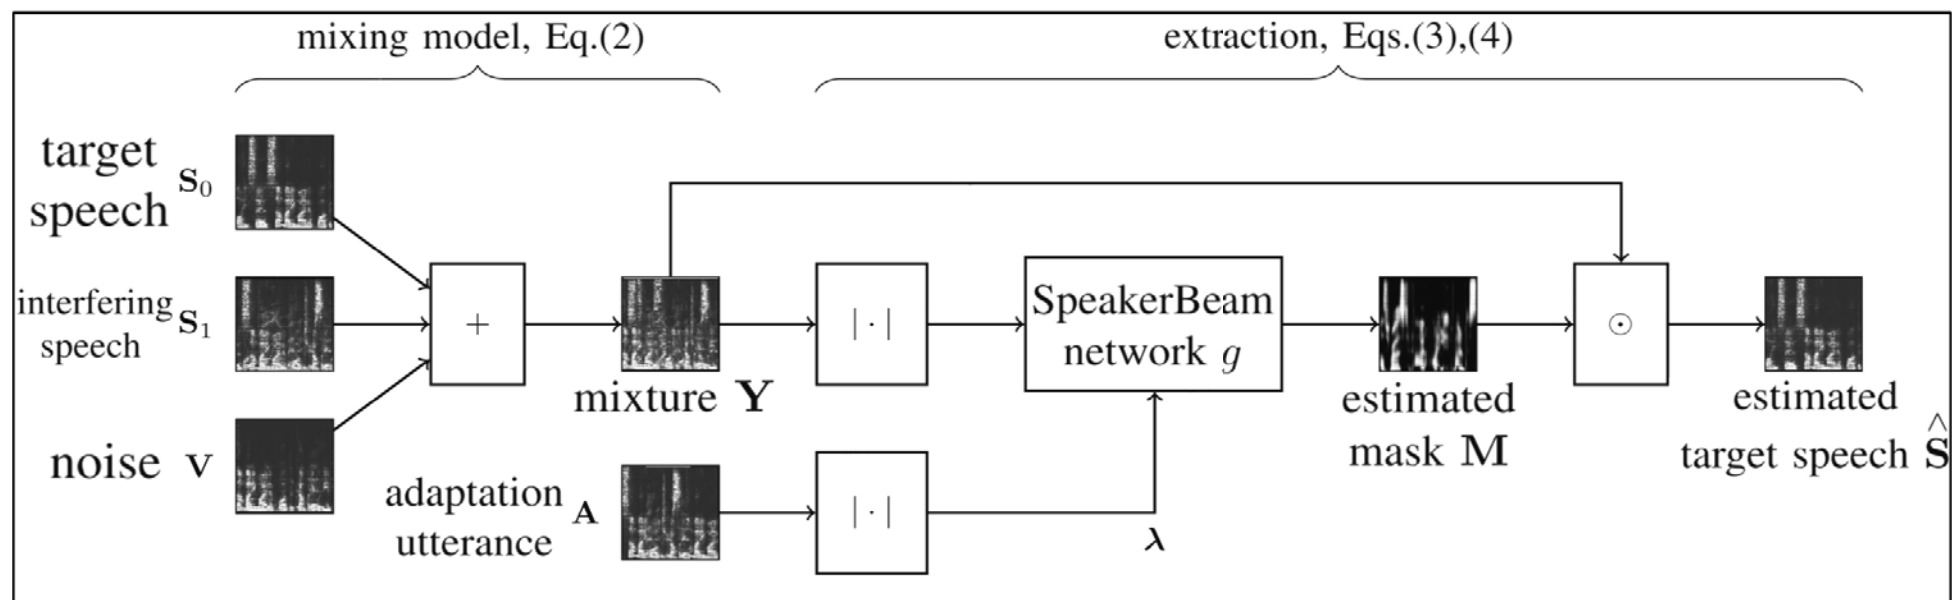 mixing model, Eq.(2)
extraction, Eqs.(3),(4)
target
speech S₀
interfering
speech S₁
noise v
+
mixture Y
adaptation
utterance A
|·|
|·|
SpeakerBeam
network g
λ
estimated
mask M
⊙
estimated
target speech Ŝ